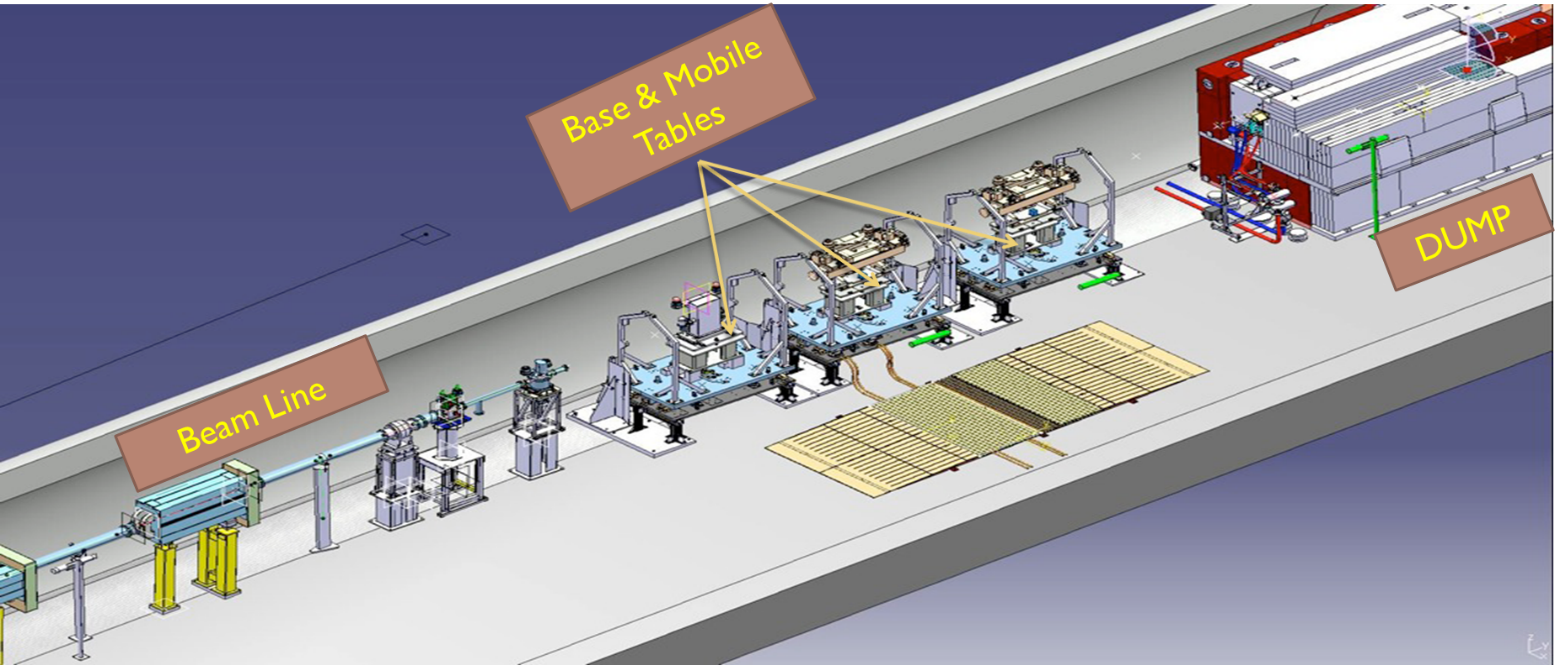 Base & Mobile
Tables
Beam Line
DUMP